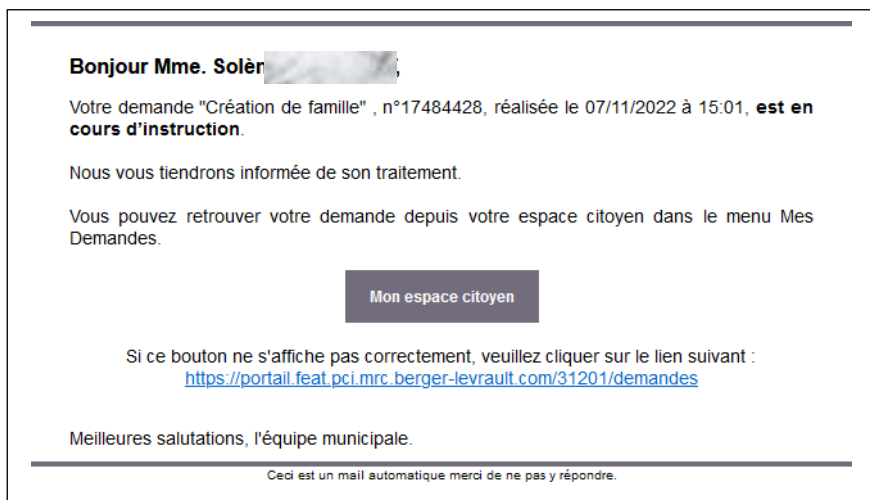 Bonjour Mme. Solèn
Votre demande "Création de famille" , n°17484428, réalisée le 07/11/2022 à 15:01, est en
cours d'instruction.
Nous vous tiendrons informée de son traitement.
Vous pouvez retrouver votre demande depuis votre espace citoyen dans le menu Mes
Demandes.
Mon espace citoyen
Si ce bouton ne s'affiche pas correctement, veuillez cliquer sur le lien suivant :
https://portail.feat.pci.mrc.berger-levrault.com/31201/demandes
Meilleures salutations, l'équipe municipale.
Ceci est un mail automatique merci de ne pas y répondre.